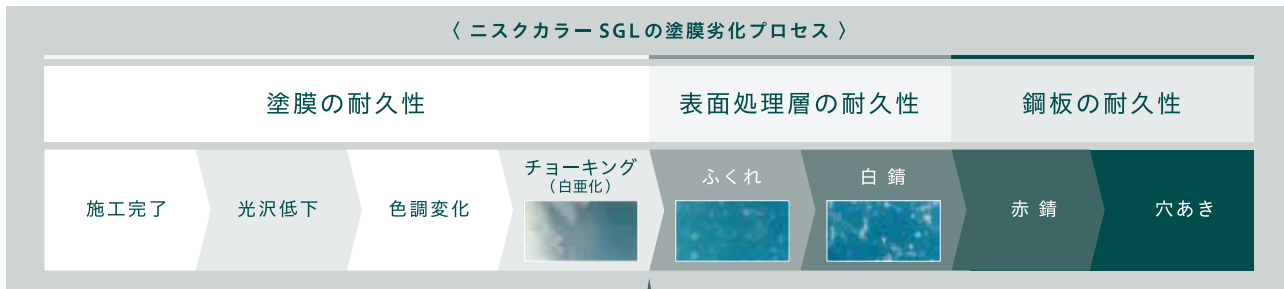 〈 ニスクカラー SGLの塗膜劣化プロセス 〉
塗膜の耐久性
表面処理層の耐久性
鋼板の耐久性
施工完了
光沢低下
色調変化
チョーキング
（白亜化）
ふくれ
白 錆
赤 錆
穴あき